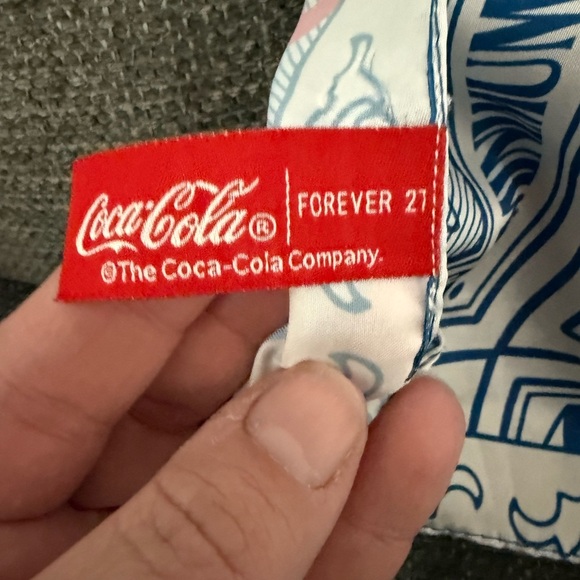 Coca-Cola®
FOREVER 21
©The Coca-Cola Company.